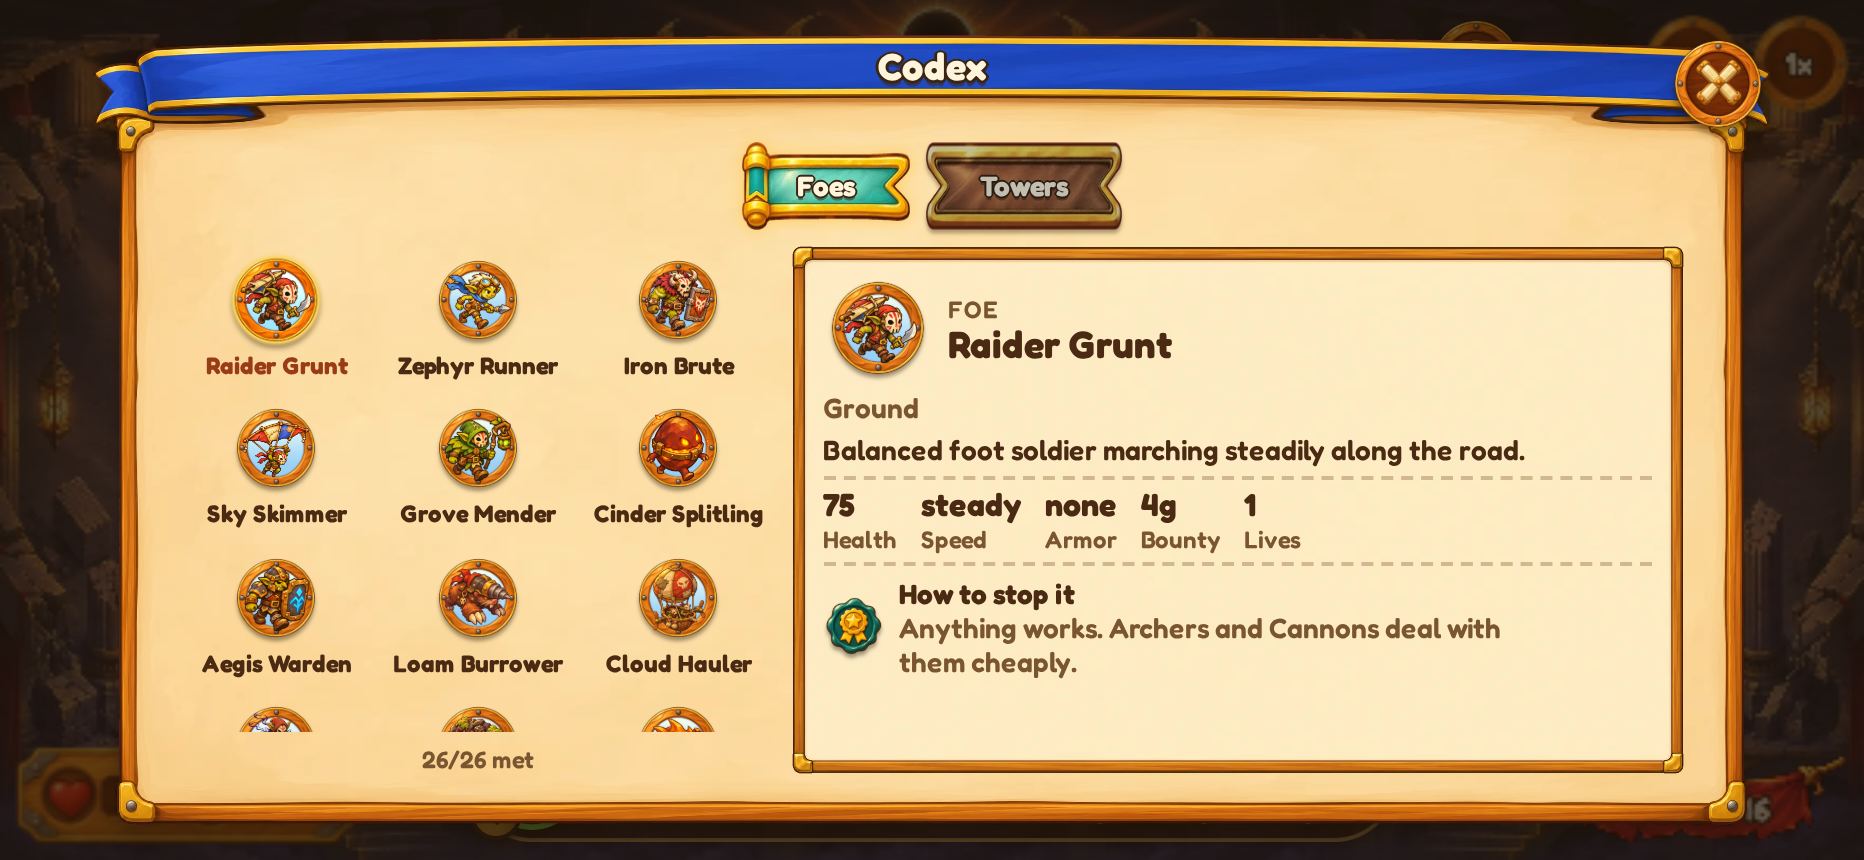 Codex
1x
Foes
Towers
Raider Grunt
Zephyr Runner
Iron Brute
Sky Skimmer
Grove Mender
Cinder Splitling
Aegis Warden
Loam Burrower
Cloud Hauler
26/26 met
FOE
Raider Grunt
Ground
Balanced foot soldier marching steadily along the road.
75 steady none 4g 1
Health Speed Armor Bounty Lives
How to stop it
Anything works. Archers and Cannons deal with
them cheaply.
16